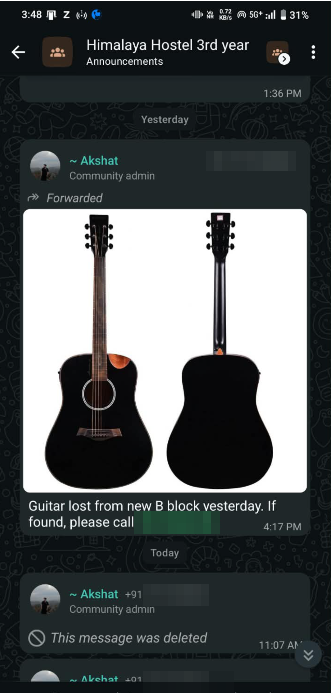 3:48 Z 0.72 KB/s 5G+ 31%
Himalaya Hostel 3rd year
Announcements
1:36 PM
Yesterday
~ Akshat
Community admin
Forwarded
Guitar lost from new B block yesterday. If
found, please call
4:17 PM
Today
~ Akshat +91
Community admin
This message was deleted
11:07 AM
~ Akshat +91